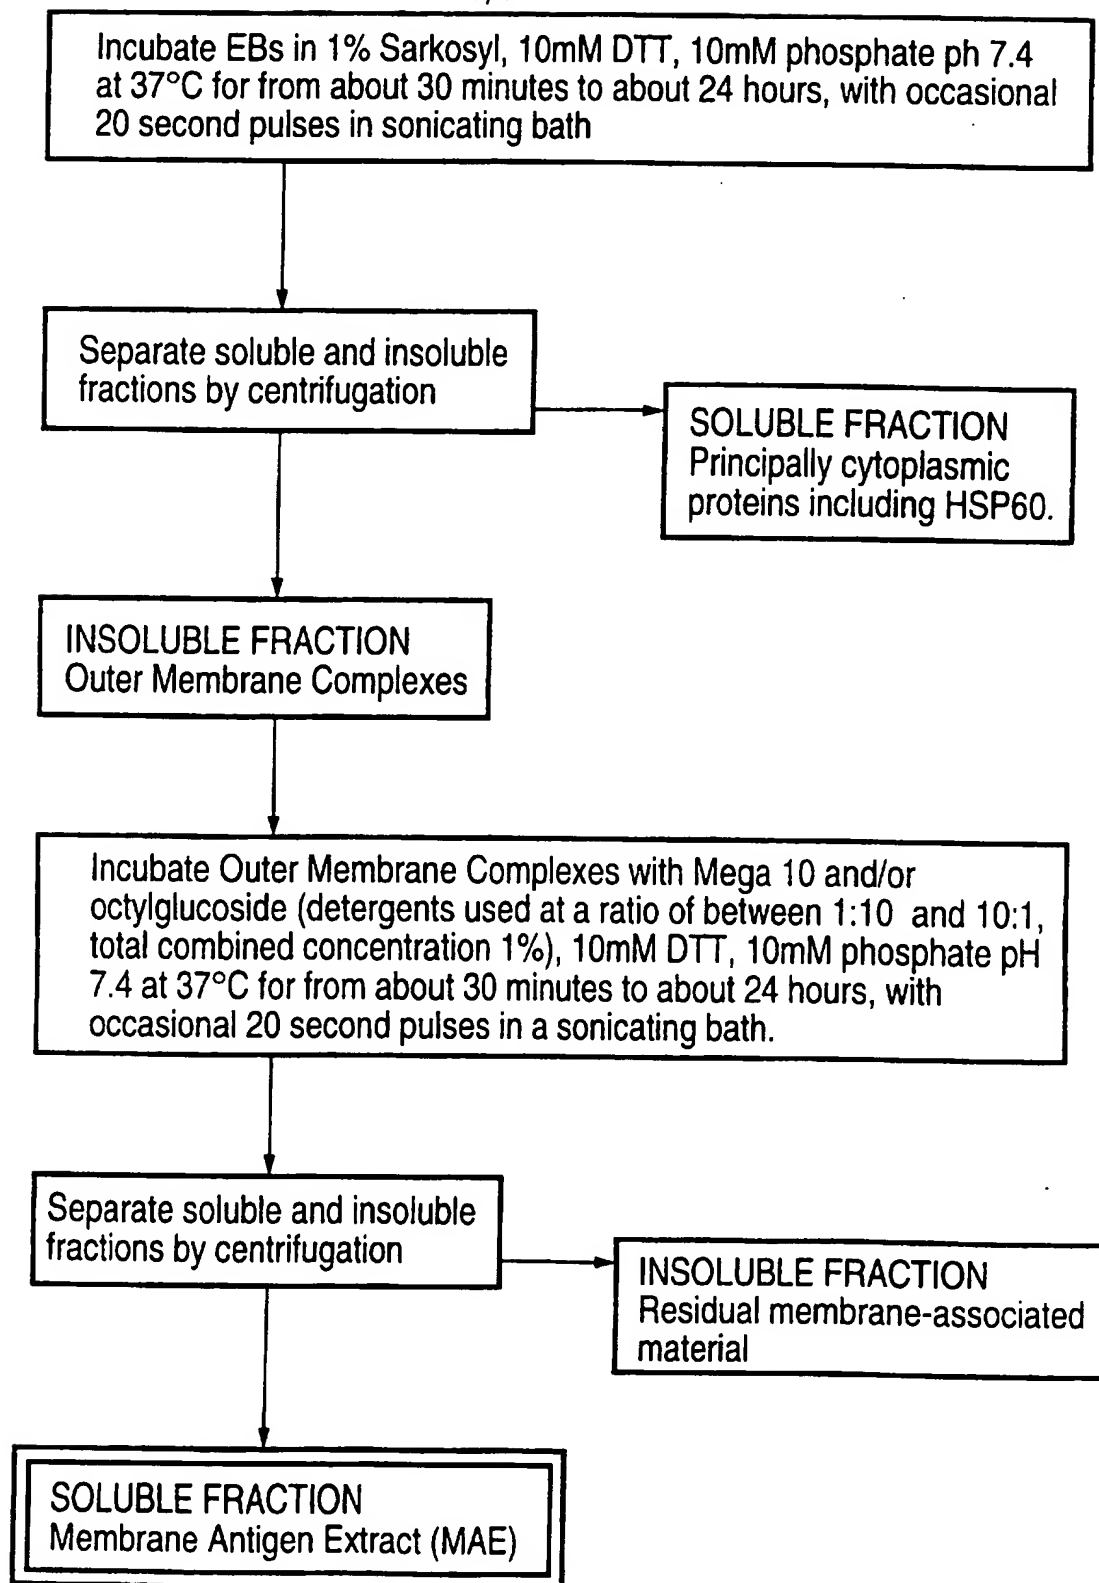 Incubate EBs in 1% Sarkosyl, 10mM DTT, 10mM phosphate ph 7.4
at 37°C for from about 30 minutes to about 24 hours, with occasional
20 second pulses in sonicating bath
Separate soluble and insoluble
fractions by centrifugation
SOLUBLE FRACTION
Principally cytoplasmic
proteins including HSP60.
INSOLUBLE FRACTION
Outer Membrane Complexes
Incubate Outer Membrane Complexes with Mega 10 and/or
octylglucoside (detergents used at a ratio of between 1:10 and 10:1,
total combined concentration 1%), 10mM DTT, 10mM phosphate pH
7.4 at 37°C for from about 30 minutes to about 24 hours, with
occasional 20 second pulses in a sonicating bath.
Separate soluble and insoluble
fractions by centrifugation
INSOLUBLE FRACTION
Residual membrane-associated
material
SOLUBLE FRACTION
Membrane Antigen Extract (MAE)